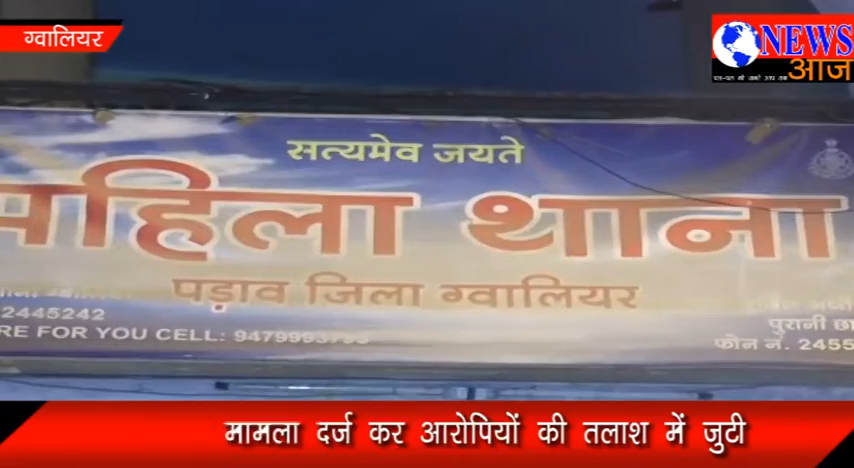 ग्वालियर
NEWS
आज
सत्यमेव जयते
महिला थाना
पड़ाव जिला ग्वालियर
2445242
RE FOR YOU CELL:
पुरानी छा
फोन नं. 2455
मामला दर्ज कर आरोपियों की तलाश में जुटी